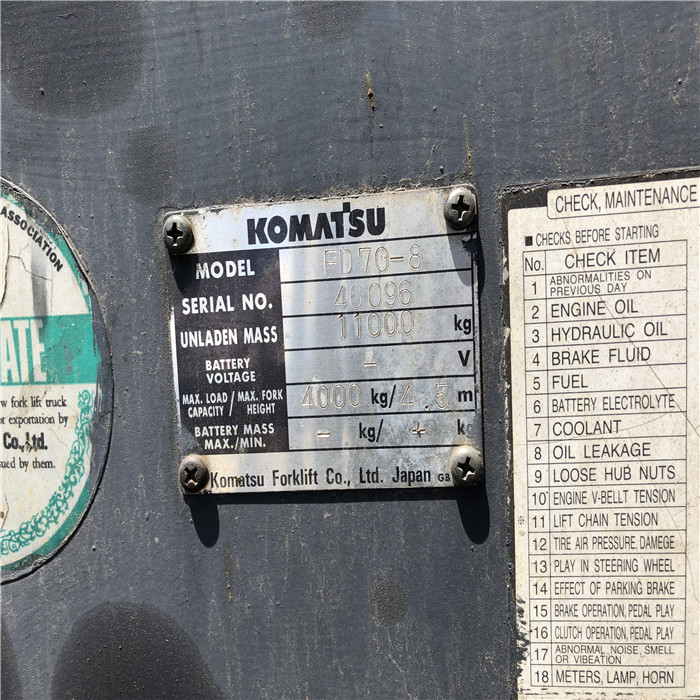 ASSOCIATION
ATE
w fork lift truck
or exportation by
Co., Ltd.
sued by them.
KOMATSU
MODEL FD70-8
SERIAL NO. 46096
UNLADEN MASS 11000 kg
BATTERY VOLTAGE - V
MAX. LOAD / MAX. FORK
CAPACITY / HEIGHT 4000 kg/ 4.5 m
BATTERY MASS
MAX./MIN. - kg/ - k
Komatsu Forklift Co., Ltd. Japan GB
CHECK, MAINTENANCE
■ CHECKS BEFORE STARTING
No. CHECK ITEM
1 ABNORMALITIES ON
PREVIOUS DAY
2 ENGINE OIL
3 HYDRAULIC OIL
4 BRAKE FLUID
5 FUEL
6 BATTERY ELECTROLYTE
7 COOLANT
8 OIL LEAKAGE
9 LOOSE HUB NUTS
10 ENGINE V-BELLT TENSION
※ 11 LIFT CHAIN TENSION
12 TIRE AIR PRESSURE, DAMEGE
13 PLAY IN STEERING WHEEL
14 EFFECT OF PARKING BRAKE
15 BRAKE OPERATION, PEDAL PLAY
16 CLUTCH OPERATION, PEDAL PLAY
17 ABNORMAL NOISE, SMELL
OR VIBEATION
18 METERS, LAMP, HORN